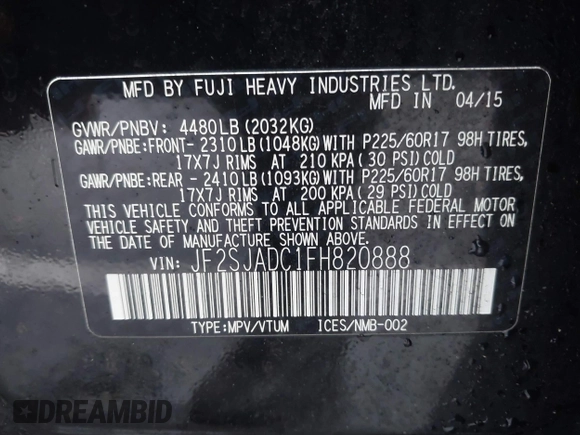 MFD BY FUJI HEAVY INDUSTRIES LTD.
MFD IN 04/15
GVWR/PNBV: 4480LB (2032KG)
GAWR/PNBE:FRONT- 2310LB (1048KG) WITH P225/60R17 98H TIRES,
17X7J RIMS AT 210 KPA ( 30 PSI) COLD
GAWR/PNBE:REAR - 2410LB (1093KG) WITH P225/60R17 98H TIRES,
17X7J RIMS AT 200 KPA ( 29 PSI) COLD
THIS VEHICLE CONFORMS TO ALL APPLICABLE FEDERAL MOTOR
VEHICLE SAFETY AND THEFT PREVENTION STANDARDS IN EFFECT ON
THE DATE OF MANUFACTURE SHOWN ABOVE.
VIN: JF2SJADC1FH820888
TYPE:MPV/VTUM ICES/NMB-002
DREAMBID